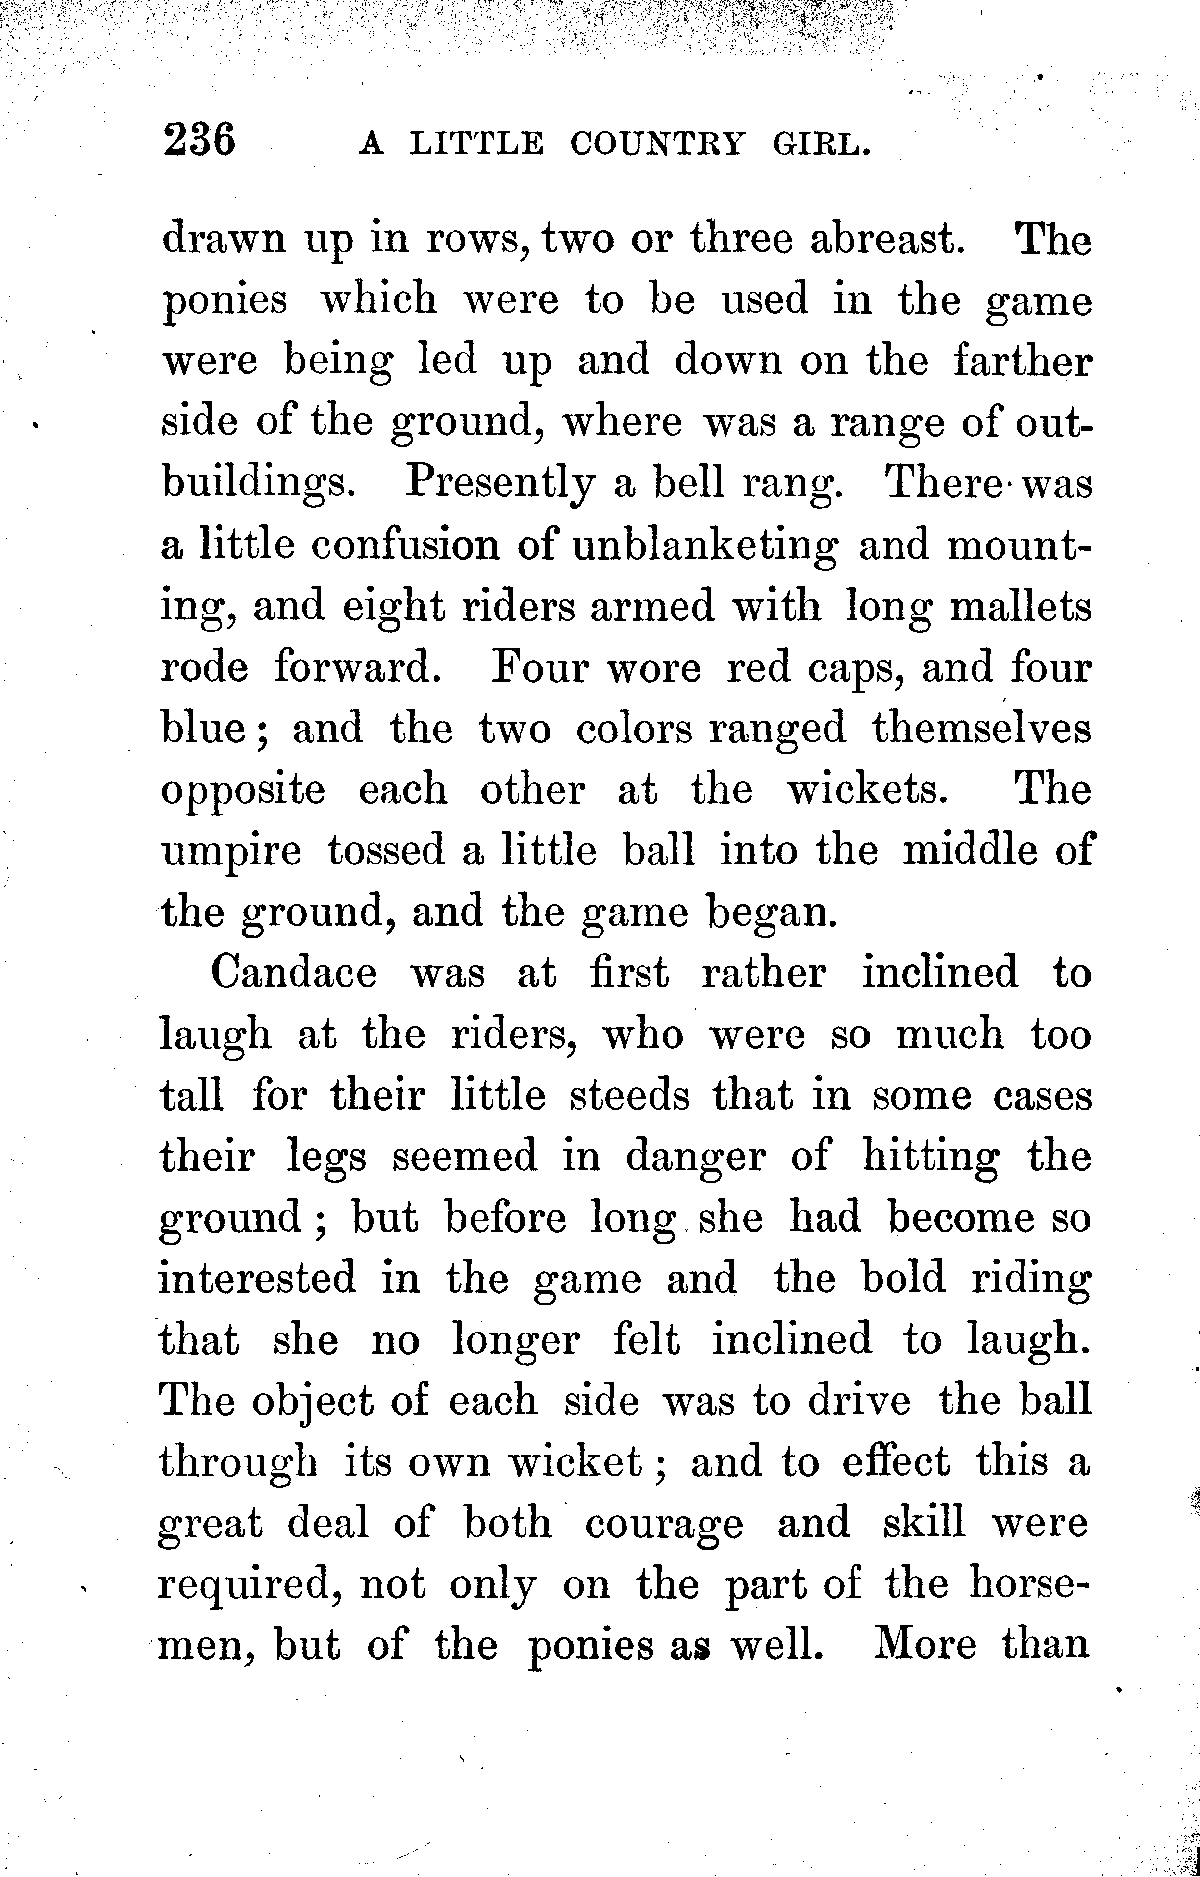 236 A LITTLE COUNTRY GIRL.
drawn up in rows, two or three abreast. The
ponies which were to be used in the game
were being led up and down on the farther
side of the ground, where was a range of out-
buildings. Presently a bell rang. There was
a little confusion of unblanketing and mount-
ing, and eight riders armed with long mallets
rode forward. Four wore red caps, and four
blue; and the two colors ranged themselves
opposite each other at the wickets. The
umpire tossed a little ball into the middle of
the ground, and the game began.
Candace was at first rather inclined to
laugh at the riders, who were so much too
tall for their little steeds that in some cases
their legs seemed in danger of hitting the
ground; but before long she had become so
interested in the game and the bold riding
that she no longer felt inclined to laugh.
The object of each side was to drive the ball
through its own wicket; and to effect this a
great deal of both courage and skill were
required, not only on the part of the horse-
men, but of the ponies as well. More than